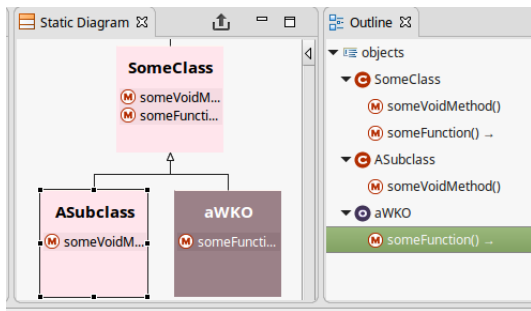 Static Diagram
SomeClass
someVoidM...
someFuncti...
ASubclass
someVoidM...
aWKO
someFuncti...
Outline
objects
SomeClass
someVoidMethod()
someFunction() →
ASubclass
someVoidMethod()
aWKO
someFunction() →